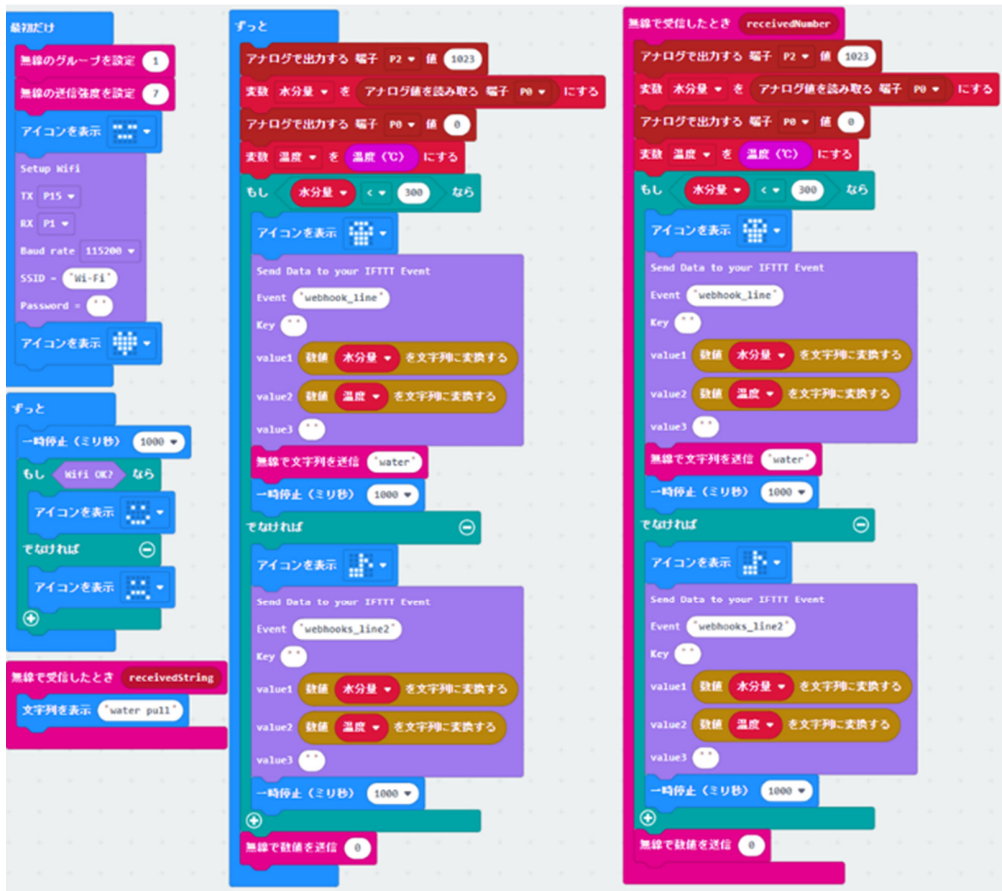 最初だけ
無線のグループを設定 1
無線の送信強度を設定 7
アイコンを表示
Setup Wifi
TX P15
RX P1
Baud rate 115200
SSID = "Wi-Fi"
Password = " "
アイコンを表示
ずっと
一時停止 (ミリ秒) 1000
もし Wifi OK? なら
アイコンを表示
でなければ
アイコンを表示
無線で受信したとき receivedString
文字列を表示 "water pull"
ずっと
アナログで出力する 端子 P2 値 1023
変数 水分量 を アナログ値を読み取る 端子 P0 にする
アナログで出力する 端子 P0 値 0
変数 温度 を 温度 (℃) にする
もし 水分量 < 300 なら
アイコンを表示
Send Data to your IFTTT Event
Event "webhook_line"
Key " "
value1 数値 水分量 を文字列に変換する
value2 数値 温度 を文字列に変換する
value3 " "
無線で文字列を送信 "water"
一時停止 (ミリ秒) 1000
でなければ
アイコンを表示
Send Data to your IFTTT Event
Event "webhooks_line2"
Key " "
value1 数値 水分量 を文字列に変換する
value2 数値 温度 を文字列に変換する
value3 " "
一時停止 (ミリ秒) 1000
無線で数値を送信 0
無線で受信したとき receivedNumber
アナログで出力する 端子 P2 値 1023
変数 水分量 を アナログ値を読み取る 端子 P0 にする
アナログで出力する 端子 P0 値 0
変数 温度 を 温度 (℃) にする
もし 水分量 < 300 なら
アイコンを表示
Send Data to your IFTTT Event
Event "webhook_line"
Key " "
value1 数値 水分量 を文字列に変換する
value2 数値 温度 を文字列に変換する
value3 " "
無線で文字列を送信 "water"
一時停止 (ミリ秒) 1000
でなければ
アイコンを表示
Send Data to your IFTTT Event
Event "webhooks_line2"
Key " "
value1 数値 水分量 を文字列に変換する
value2 数値 温度 を文字列に変換する
value3 " "
一時停止 (ミリ秒) 1000
無線で数値を送信 0